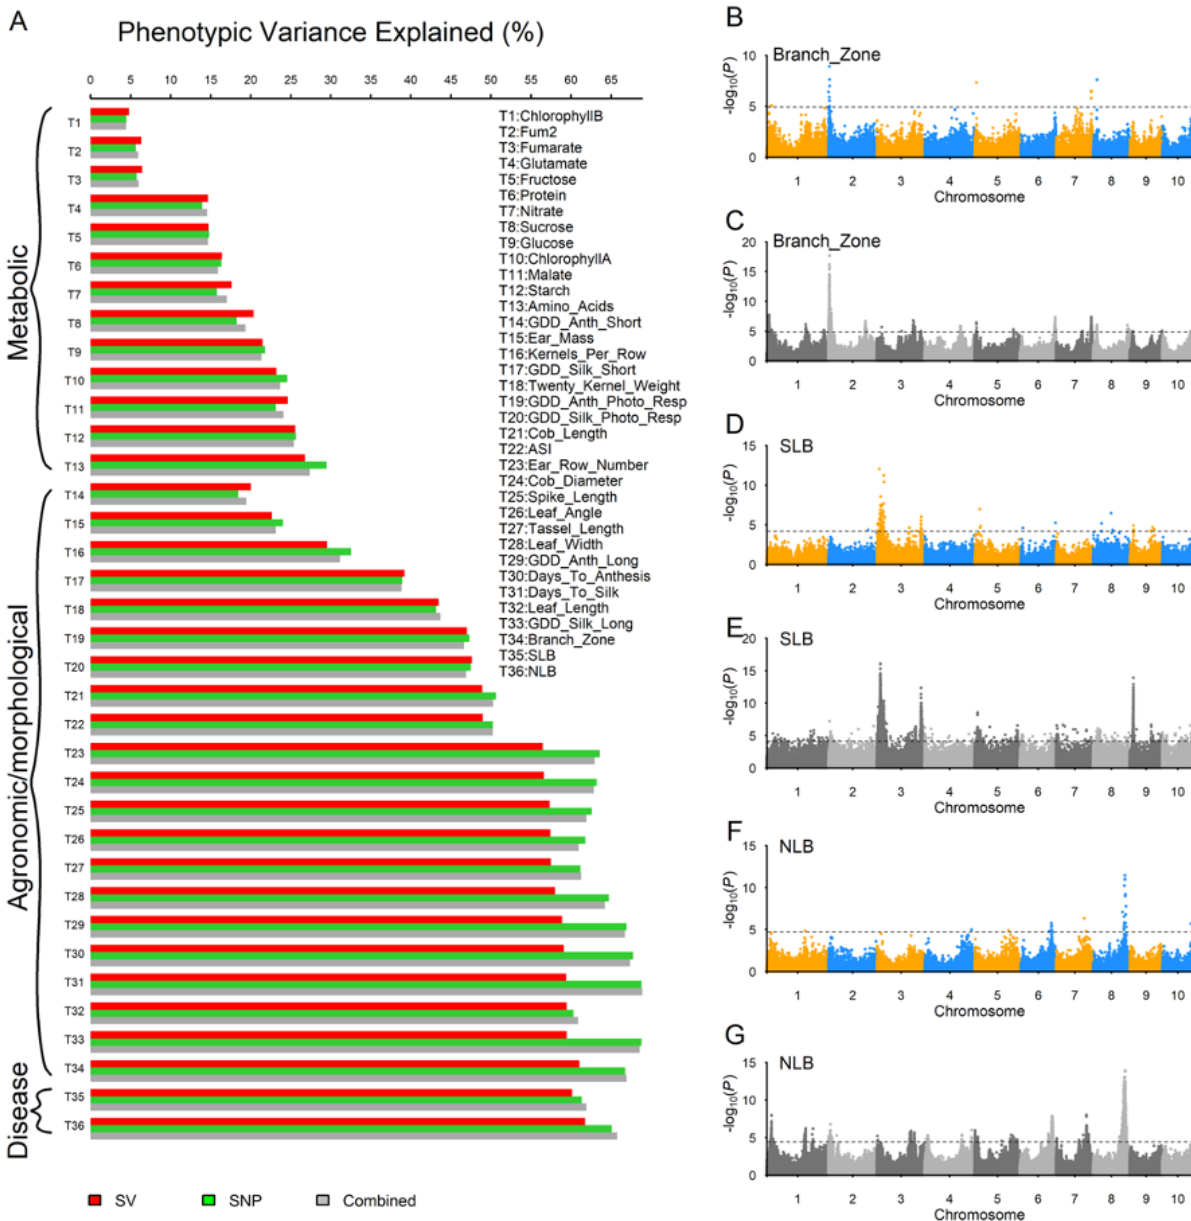 A
Phenotypic Variance Explained (%)
0 5 10 15 20 25 30 35 40 45 50 55 60 65
Metabolic
Agronomic/morphological
Disease
T1
T2
T3
T4
T5
T6
T7
T8
T9
T10
T11
T12
T13
T14
T15
T16
T17
T18
T19
T20
T21
T22
T23
T24
T25
T26
T27
T28
T29
T30
T31
T32
T33
T34
T35
T36
T1:ChlorophyllB
T2:Fum2
T3:Fumarate
T4:Glutamate
T5:Fructose
T6:Protein
T7:Nitrate
T8:Sucrose
T9:Glucose
T10:ChlorophyllA
T11:Malate
T12:Starch
T13:Amino_Acids
T14:GDD_Anth_Short
T15:Ear_Mass
T16:Kernels_Per_Row
T17:GDD_Silk_Short
T18:Twenty_Kernel_Weight
T19:GDD_Anth_Photo_Resp
T20:GDD_Silk_Photo_Resp
T21:Cob_Length
T22:ASI
T23:Ear_Row_Number
T24:Cob_Diameter
T25:Spike_Length
T26:Leaf_Angle
T27:Tassel_Length
T28:Leaf_Width
T29:GDD_Anth_Long
T30:Days_To_Anthesis
T31:Days_To_Silk
T32:Leaf_Length
T33:GDD_Silk_Long
T34:Branch_Zone
T35:SLB
T36:NLB
SV SNP Combined
B
Branch_Zone
-log10(P)
10
5
0
1 2 3 4 5 6 7 8 9 10
Chromosome
C
Branch_Zone
-log10(P)
20
15
10
5
0
1 2 3 4 5 6 7 8 9 10
Chromosome
D
SLB
-log10(P)
15
10
5
0
1 2 3 4 5 6 7 8 9 10
Chromosome
E
SLB
-log10(P)
20
15
10
5
0
1 2 3 4 5 6 7 8 9 10
Chromosome
F
NLB
-log10(P)
15
10
5
0
1 2 3 4 5 6 7 8 9 10
Chromosome
G
NLB
-log10(P)
15
10
5
0
1 2 3 4 5 6 7 8 9 10
Chromosome